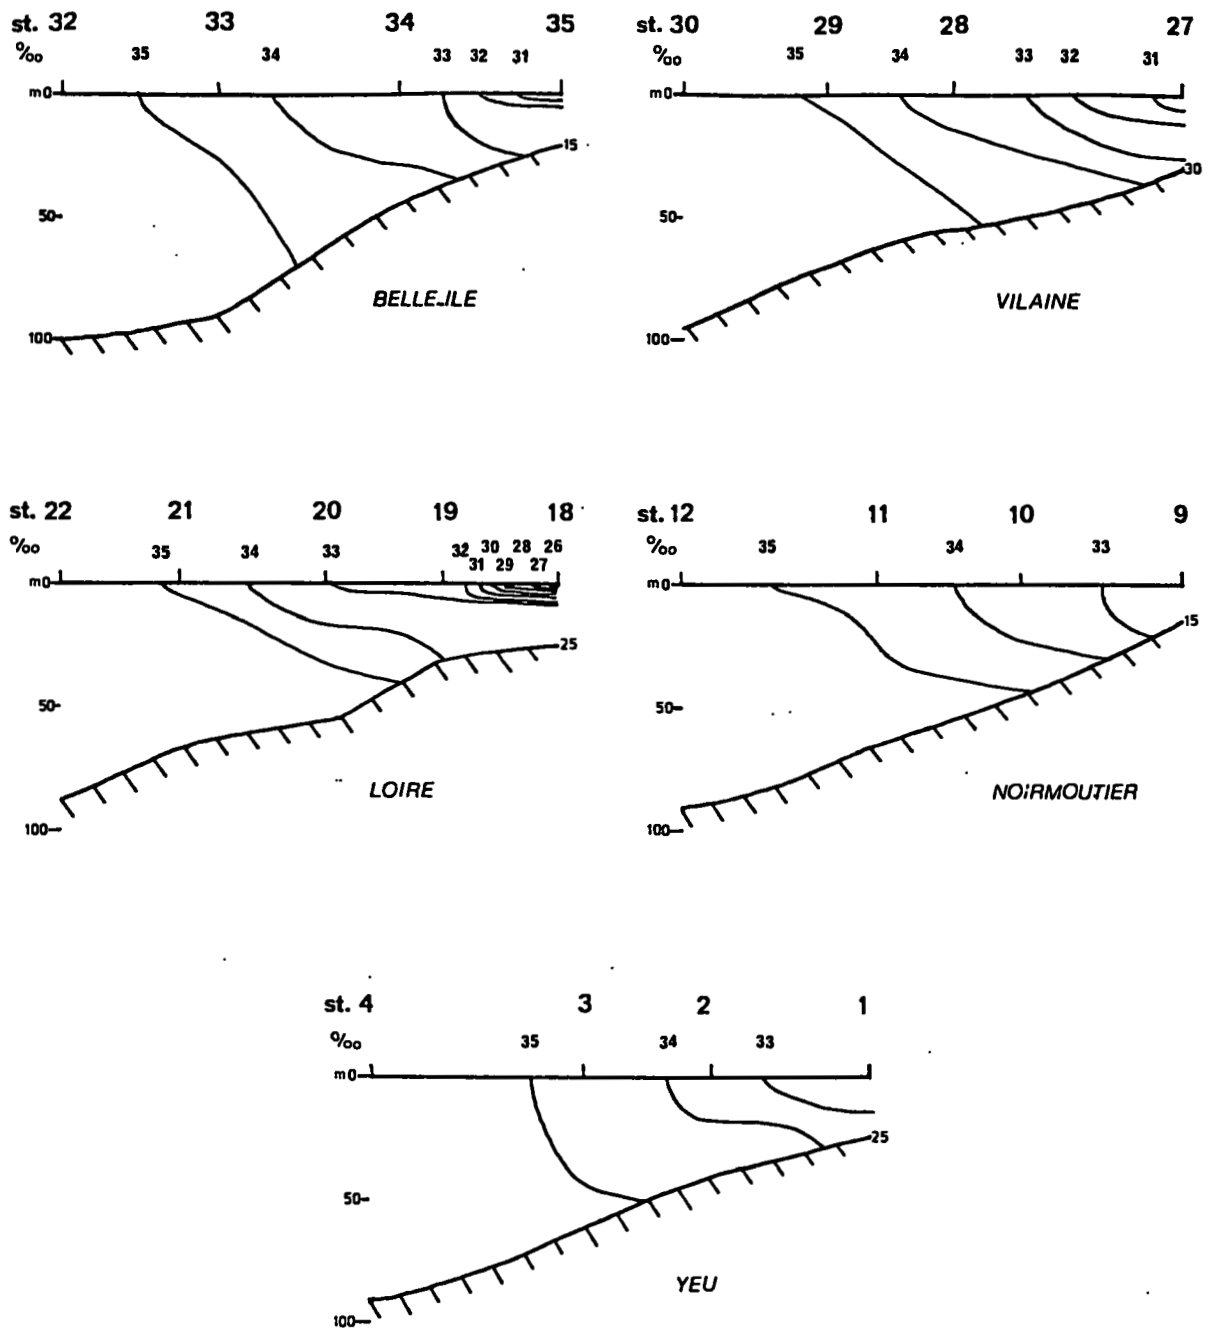 st. 32 33 34 35
‰ 35 34 33 32 31
m0
15
50
100
BELLE-ILE
st. 30 29 28 27
‰ 35 34 33 32 31
m0
30
50
100
VILAINE
st. 22 21 20 19 18
‰ 35 34 33 32 30 28 26
31 29 27
m0
25
50
100
LOIRE
st. 12 11 10 9
‰ 35 34 33
m0
15
50
100
NOIRMOUTIER
st. 4 3 2 1
‰ 35 34 33
m0
25
50
100
YEU